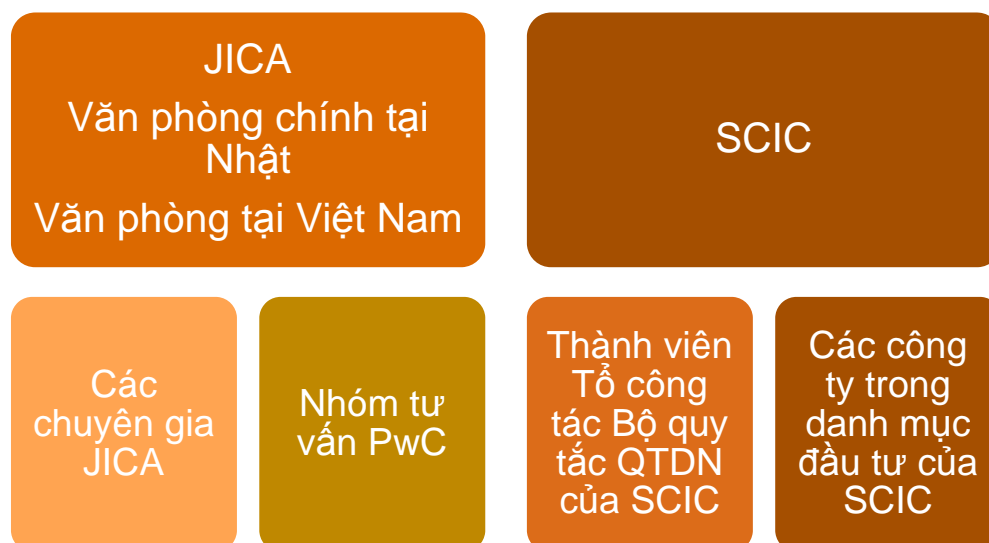 JICA
Văn phòng chính tại
Nhật
Văn phòng tại Việt Nam
SCIC
Các
chuyên gia
JICA
Nhóm tư
vấn PwC
Thành viên
Tổ công
tác Bộ quy
tắc QTDN
của SCIC
Các công
ty trong
danh mục
đầu tư của
SCIC